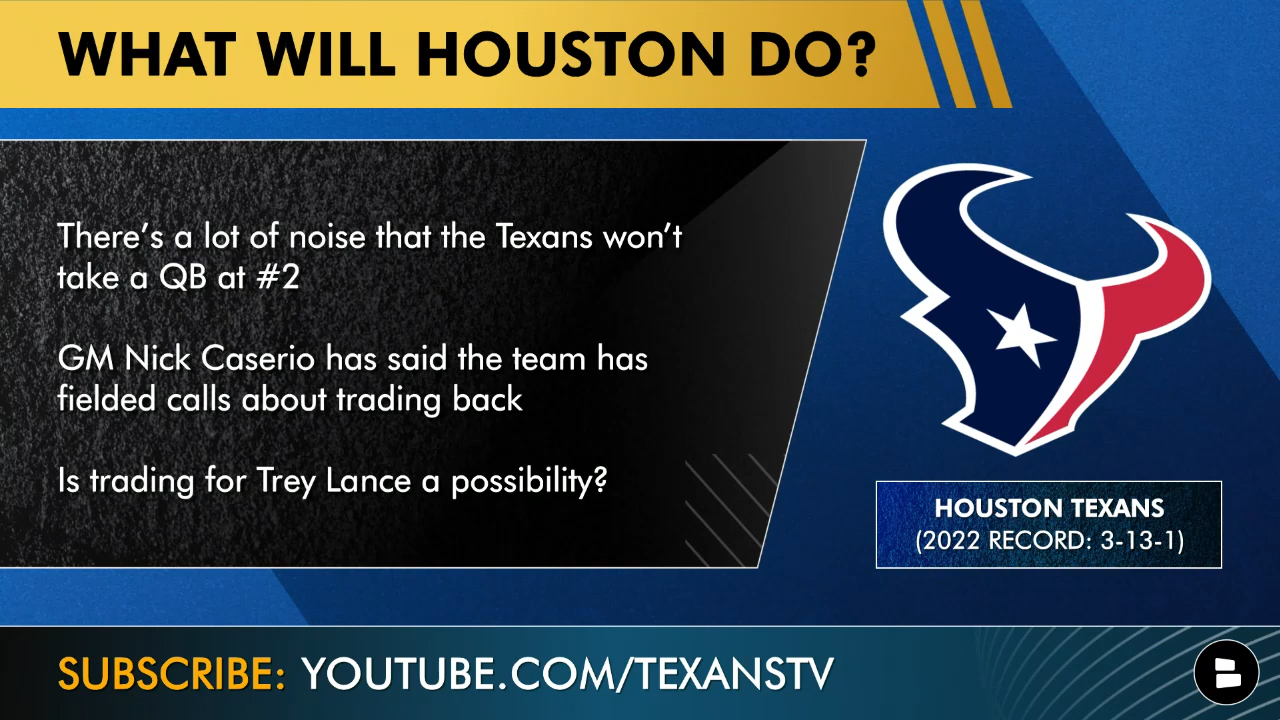 WHAT WILL HOUSTON DO?
There's a lot of noise that the Texans won't
take a QB at #2
GM Nick Caserio has said the team has
fielded calls about trading back
Is trading for Trey Lance a possibility?
HOUSTON TEXANS
(2022 RECORD: 3-13-1)
SUBSCRIBE: YOUTUBE.COM/TEXANSTV